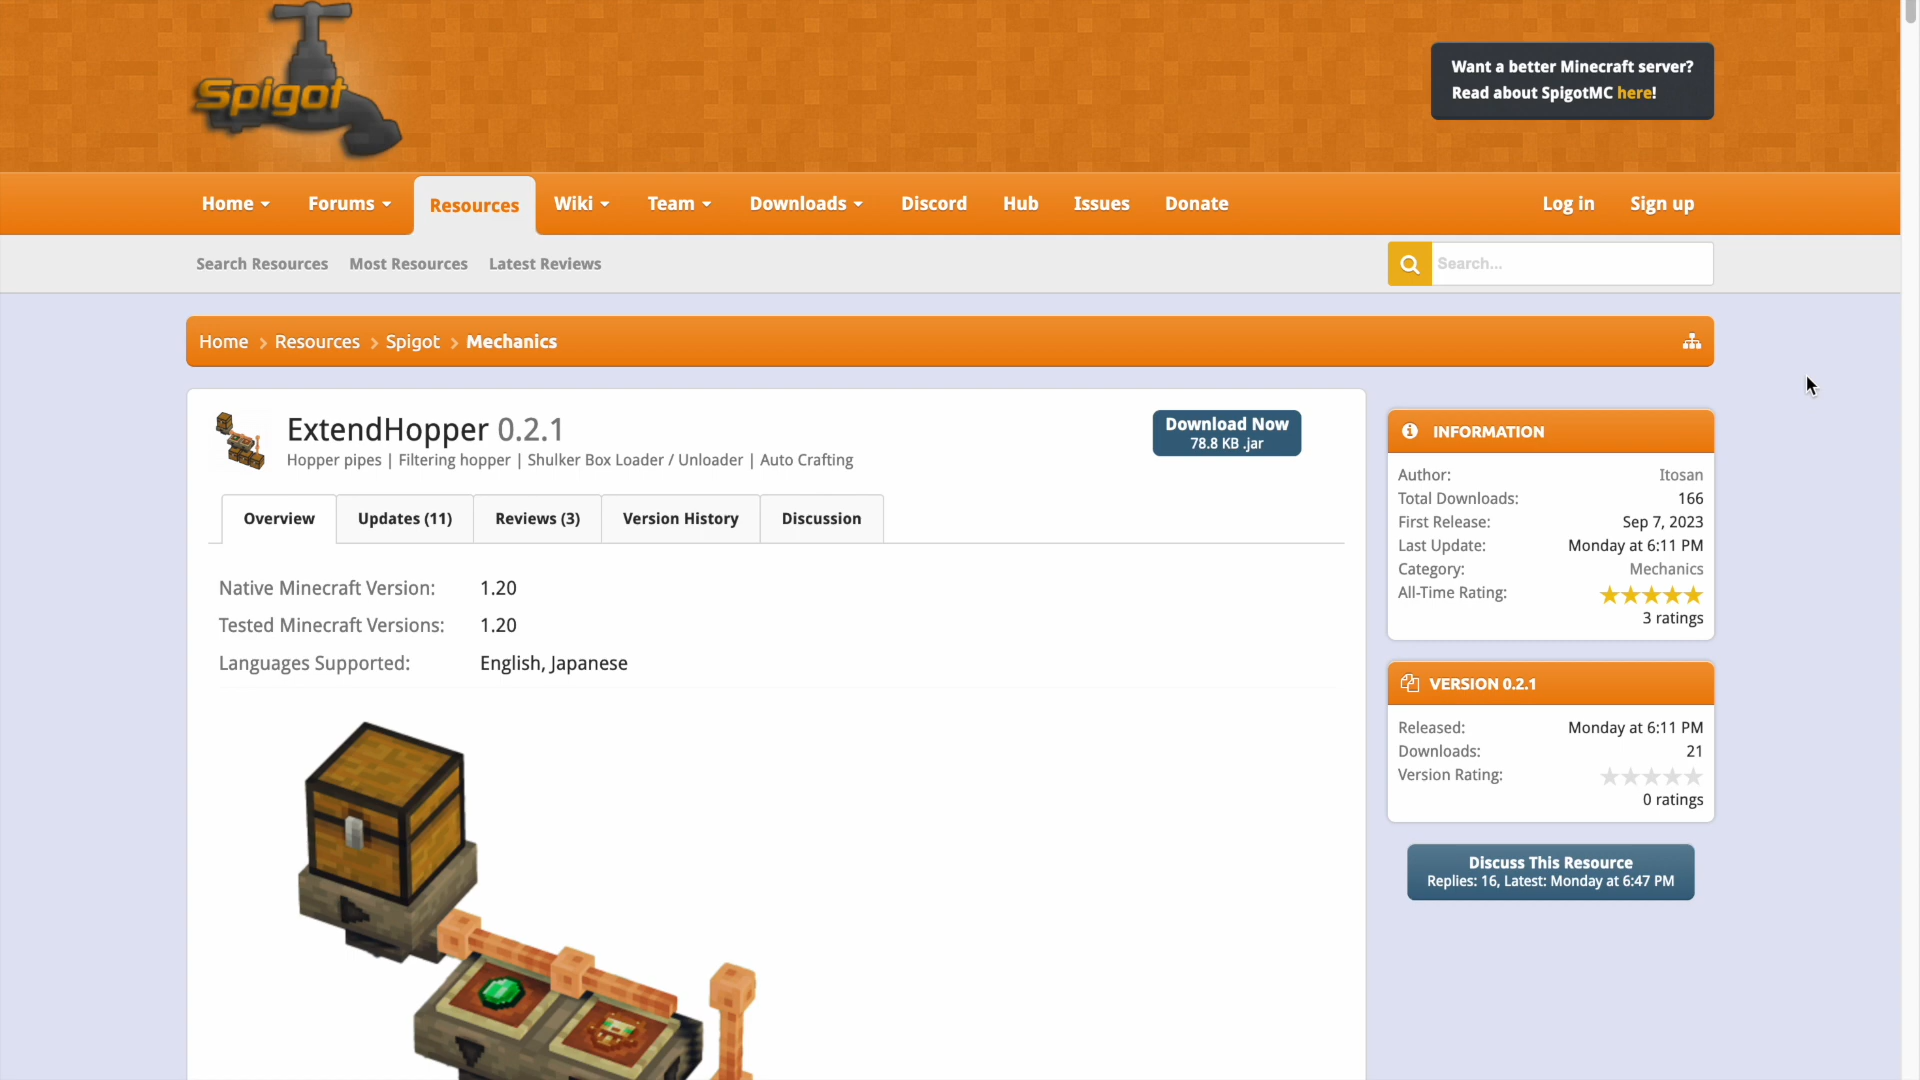 Spigot
Want a better Minecraft server?
Read about SpigotMC here!
Home
Forums
Resources
Wiki
Team
Downloads
Discord
Hub
Issues
Donate
Log in
Sign up
Search Resources
Most Resources
Latest Reviews
Search...
Home
Resources
Spigot
Mechanics
ExtendHopper 0.2.1
Hopper pipes | Filtering hopper | Shulker Box Loader / Unloader | Auto Crafting
Download Now
78.8 KB .jar
Overview
Updates (11)
Reviews (3)
Version History
Discussion
Native Minecraft Version: 1.20
Tested Minecraft Versions: 1.20
Languages Supported: English, Japanese
INFORMATION
Author: Itosan
Total Downloads: 166
First Release: Sep 7, 2023
Last Update: Monday at 6:11 PM
Category: Mechanics
All-Time Rating:
3 ratings
VERSION 0.2.1
Released: Monday at 6:11 PM
Downloads: 21
Version Rating:
0 ratings
Discuss This Resource
Replies: 16, Latest: Monday at 6:47 PM